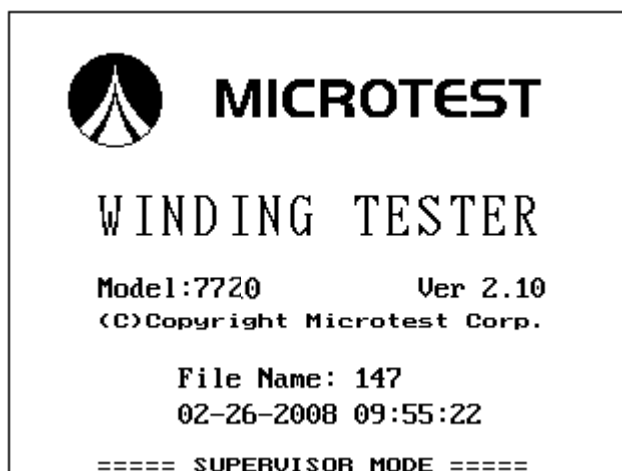 MICROTEST
WINDING TESTER
Model:7720 Ver 2.10
(C)Copyright Microtest Corp.
File Name: 147
02-26-2008 09:55:22
===== SUPERVISOR MODE =====